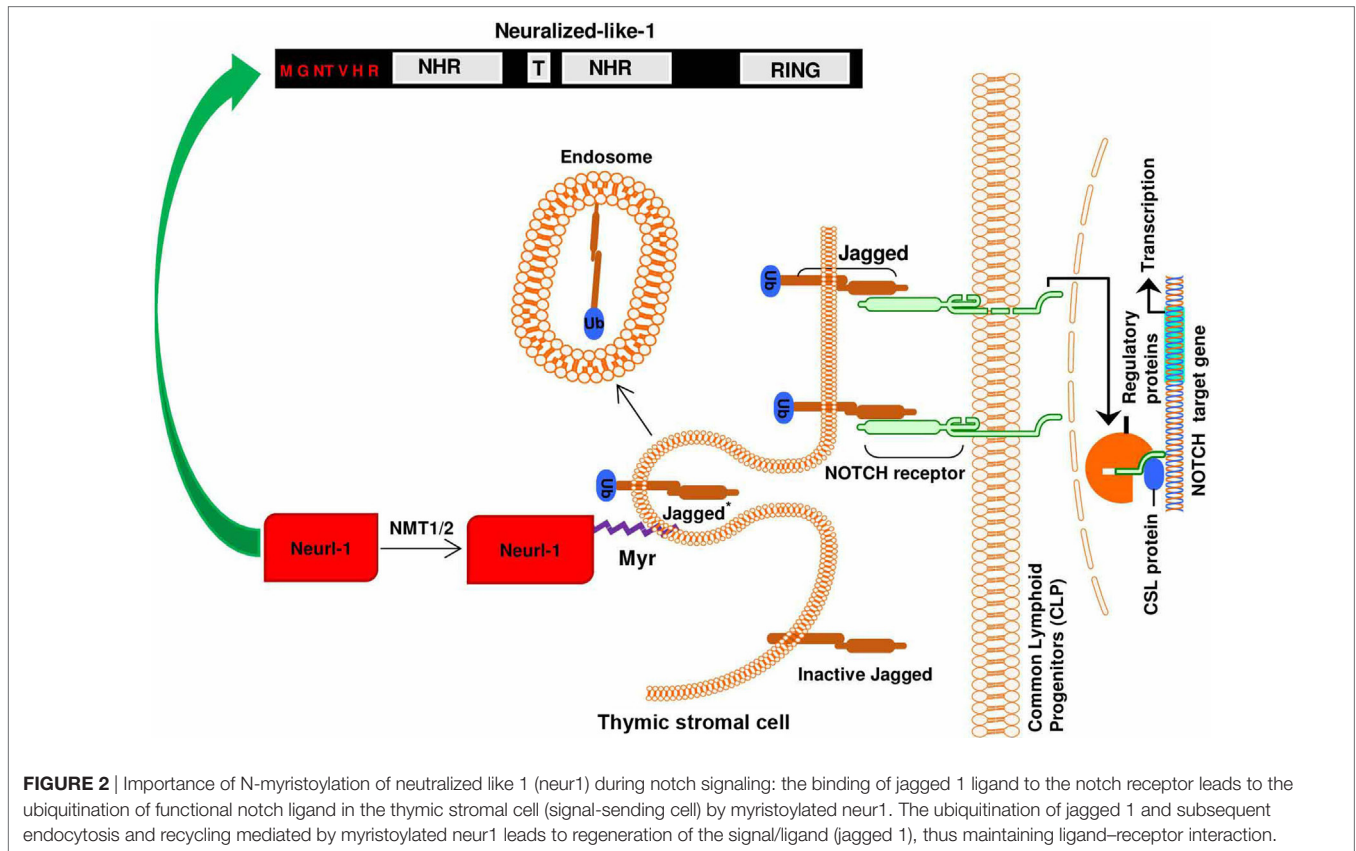 Neuralized-like-1
M G NT V H R
NHR
T
NHR
RING
Endosome
Ub
Jagged
Ub
Ub
NOTCH receptor
Transcription
Regulatory
proteins
NOTCH target gene
CSL protein
Ub
Jagged*
Neurl-1
NMT1/2
Neurl-1
Myr
Inactive Jagged
Thymic stromal cell
Common Lymphoid
Progenitors (CLP)
FIGURE 2 | Importance of N-myristoylation of neutralized like 1 (neur1) during notch signaling: the binding of jagged 1 ligand to the notch receptor leads to the
ubiquitination of functional notch ligand in the thymic stromal cell (signal-sending cell) by myristoylated neur1. The ubiquitination of jagged 1 and subsequent
endocytosis and recycling mediated by myristoylated neur1 leads to regeneration of the signal/ligand (jagged 1), thus maintaining ligand–receptor interaction.